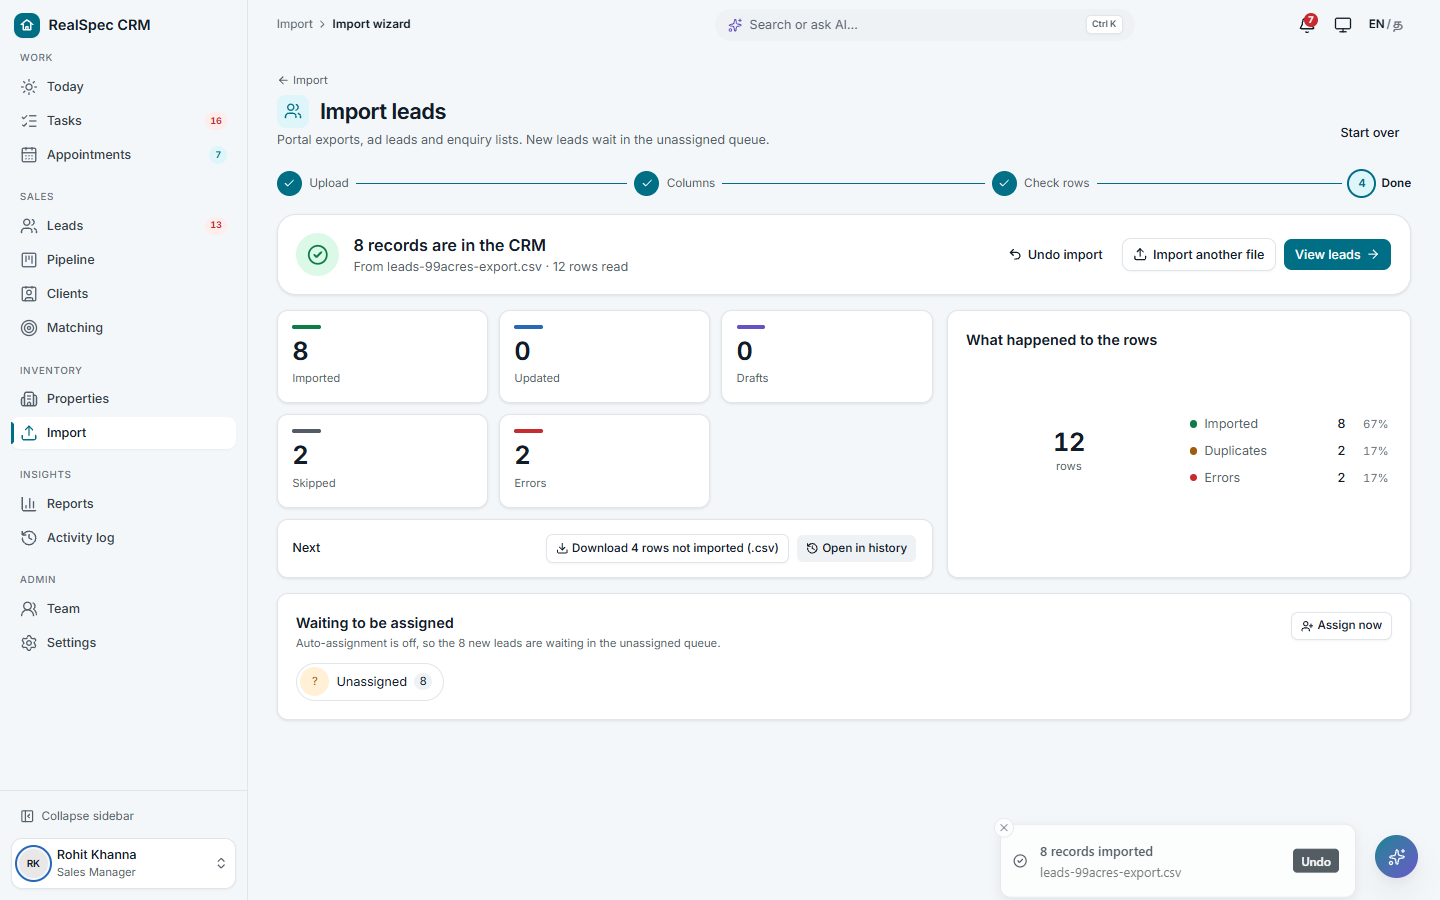 RealSpec CRM
WORK
Today
Tasks 16
Appointments 7
SALES
Leads 13
Pipeline
Clients
Matching
INVENTORY
Properties
Import
INSIGHTS
Reports
Activity log
ADMIN
Team
Settings
Collapse sidebar
RK
Rohit Khanna
Sales Manager
Import > Import wizard
Search or ask AI...
Ctrl K
7
EN / த
← Import
Import leads
Portal exports, ad leads and enquiry lists. New leads wait in the unassigned queue.
Start over
Upload
Columns
Check rows
4 Done
8 records are in the CRM
From leads-99acres-export.csv · 12 rows read
Undo import
Import another file
View leads →
8
Imported
0
Updated
0
Drafts
2
Skipped
2
Errors
What happened to the rows
12
rows
Imported 8 67%
Duplicates 2 17%
Errors 2 17%
Next
Download 4 rows not imported (.csv)
Open in history
Waiting to be assigned
Auto-assignment is off, so the 8 new leads are waiting in the unassigned queue.
Assign now
? Unassigned 8
8 records imported
leads-99acres-export.csv
Undo